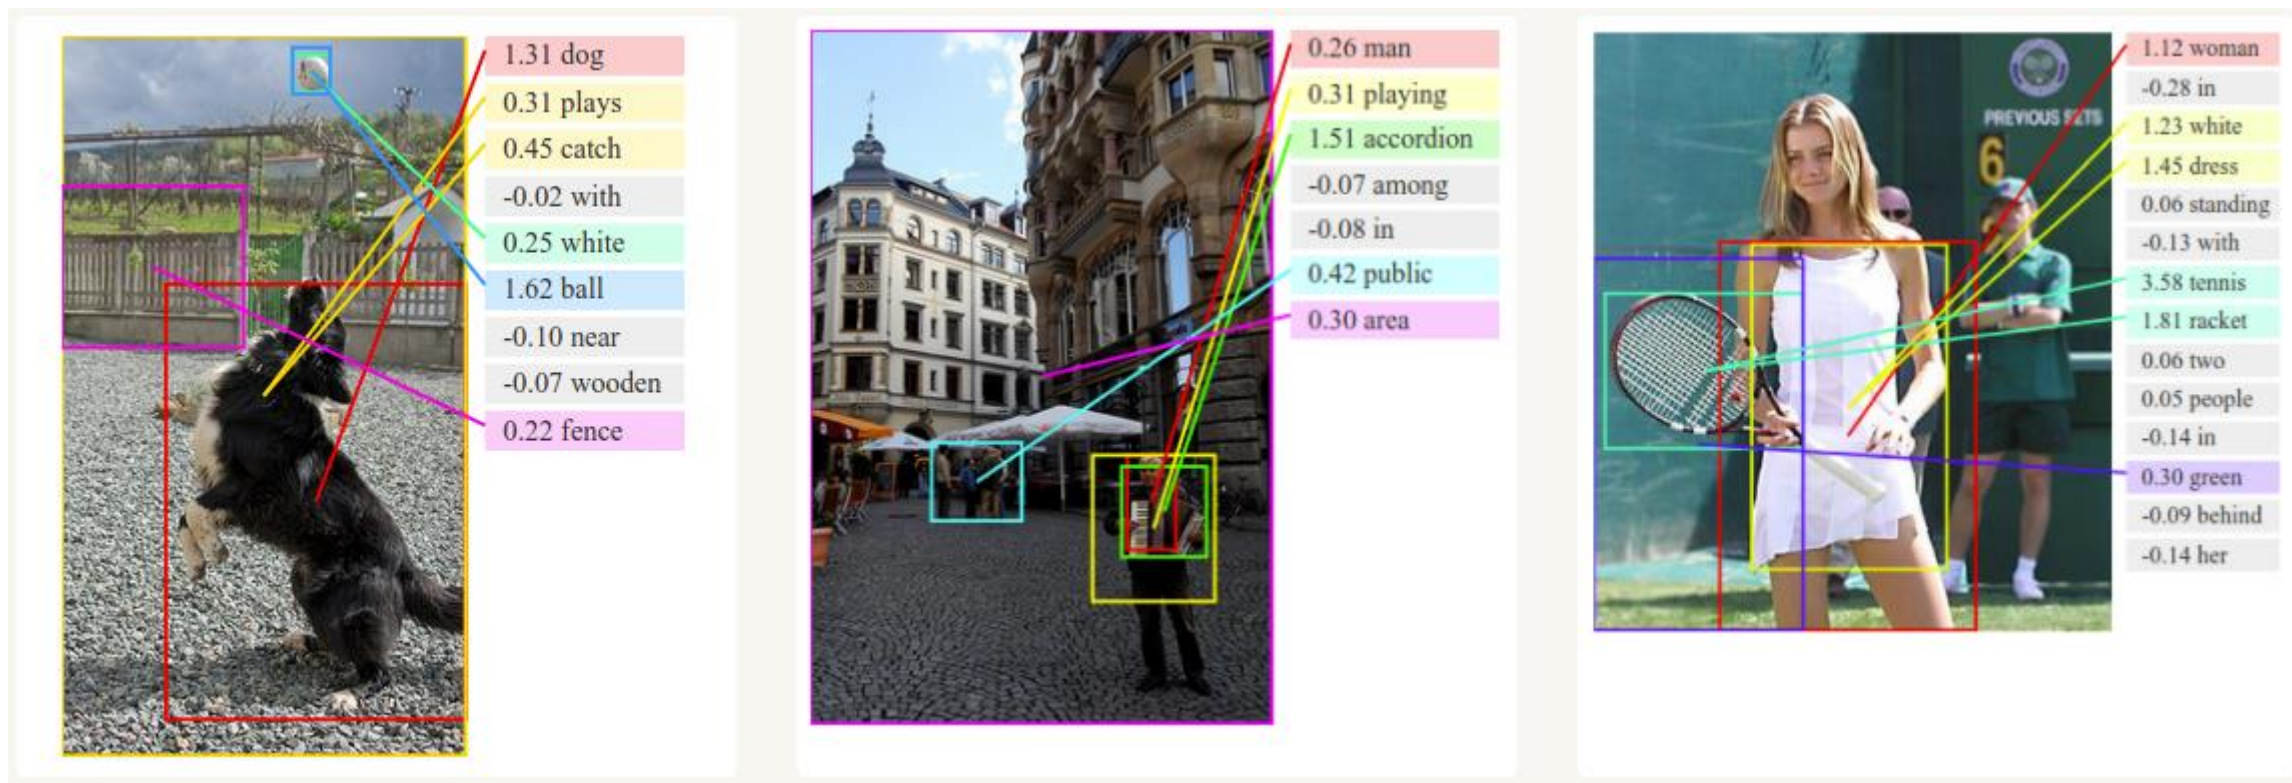 1.31 dog
0.31 plays
0.45 catch
-0.02 with
0.25 white
1.62 ball
-0.10 near
-0.07 wooden
0.22 fence
0.26 man
0.31 playing
1.51 accordion
-0.07 among
-0.08 in
0.42 public
0.30 area
PREVIOUS SETS
6
1.12 woman
-0.28 in
1.23 white
1.45 dress
0.06 standing
-0.13 with
3.58 tennis
1.81 racket
0.06 two
0.05 people
-0.14 in
0.30 green
-0.09 behind
-0.14 her